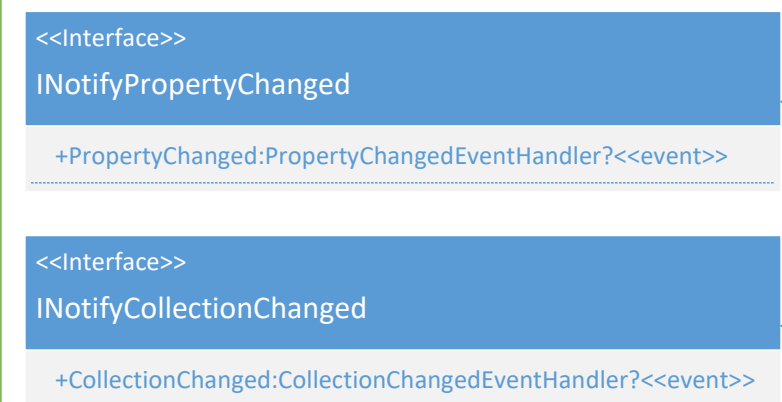 <<Interface>>
INotifyPropertyChanged
+PropertyChanged:PropertyChangedEventHandler?<<event>>
<<Interface>>
INotifyCollectionChanged
+CollectionChanged:CollectionChangedEventHandler?<<event>>